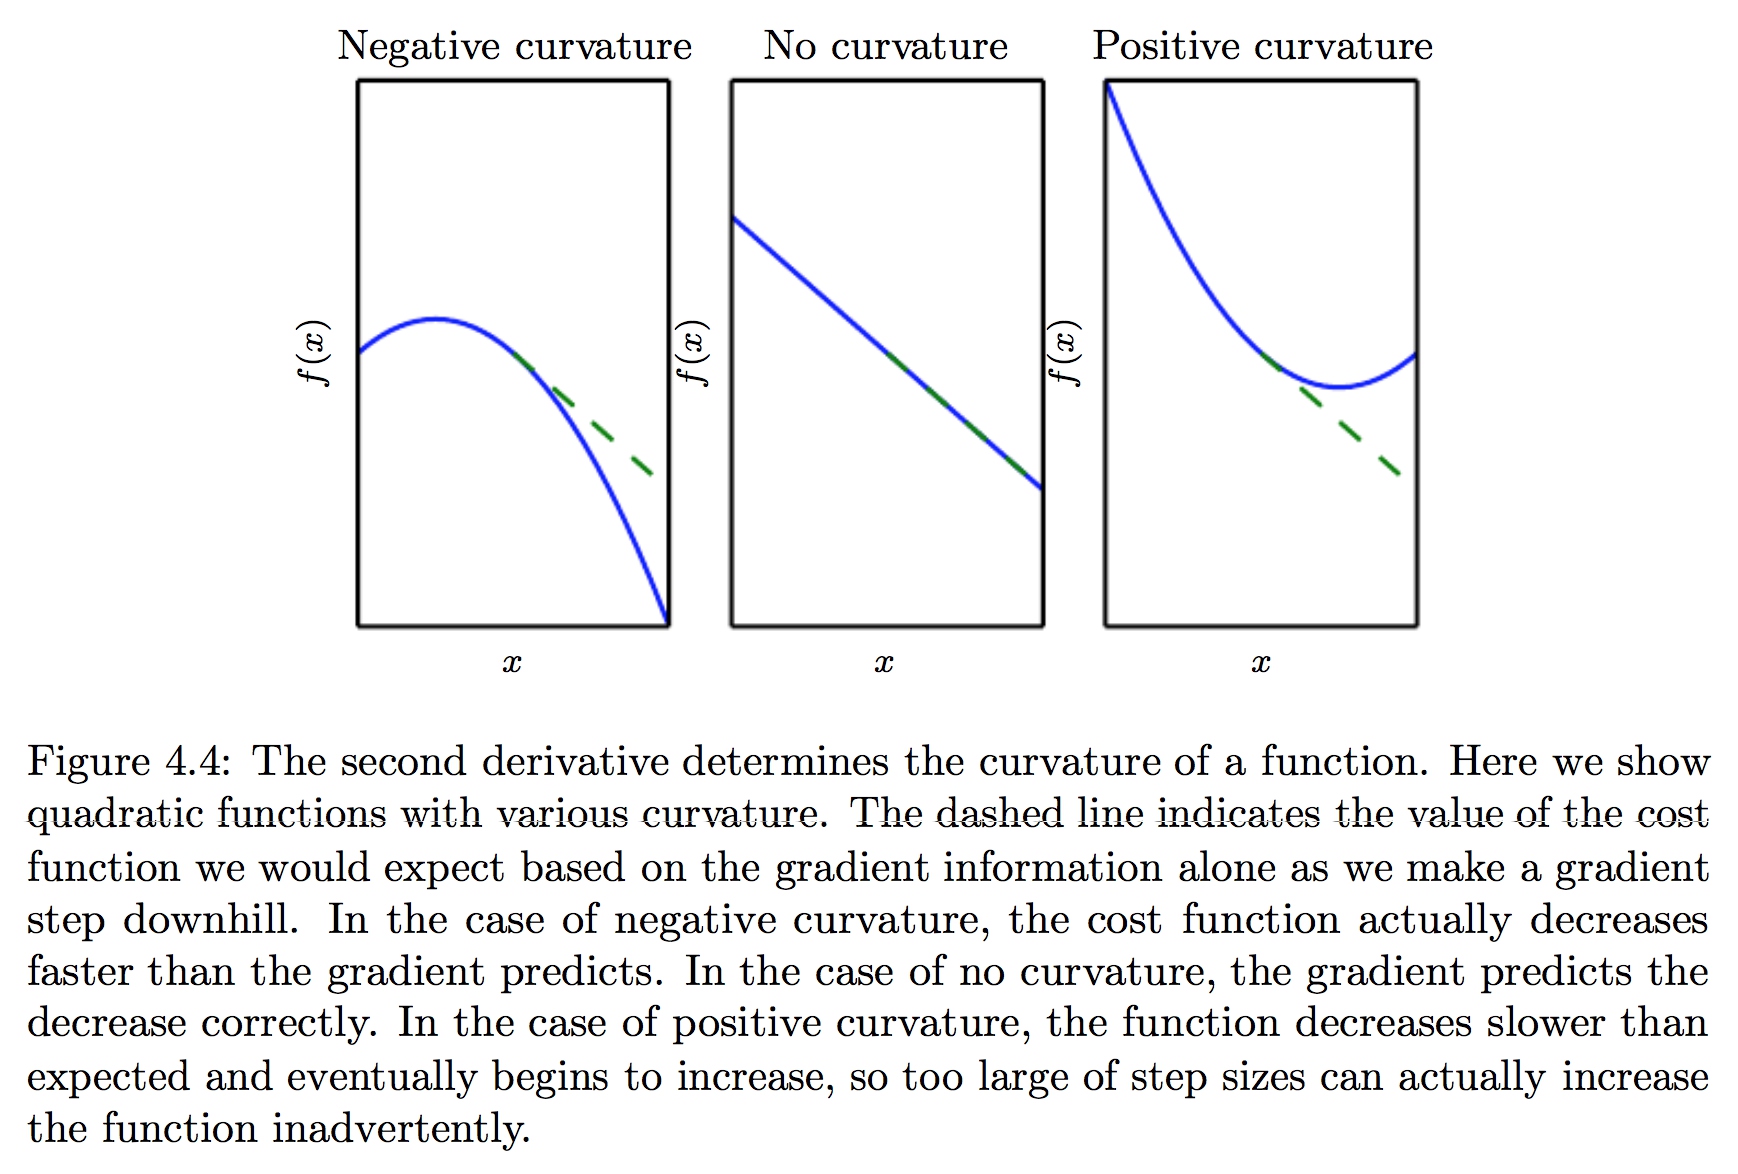 Negative curvature
No curvature
Positive curvature
f(x)
f(x)
f(x)
x
x
x
Figure 4.4: The second derivative determines the curvature of a function. Here we show
quadratic functions with various curvature. The dashed line indicates the value of the cost
function we would expect based on the gradient information alone as we make a gradient
step downhill. In the case of negative curvature, the cost function actually decreases
faster than the gradient predicts. In the case of no curvature, the gradient predicts the
decrease correctly. In the case of positive curvature, the function decreases slower than
expected and eventually begins to increase, so too large of step sizes can actually increase
the function inadvertently.